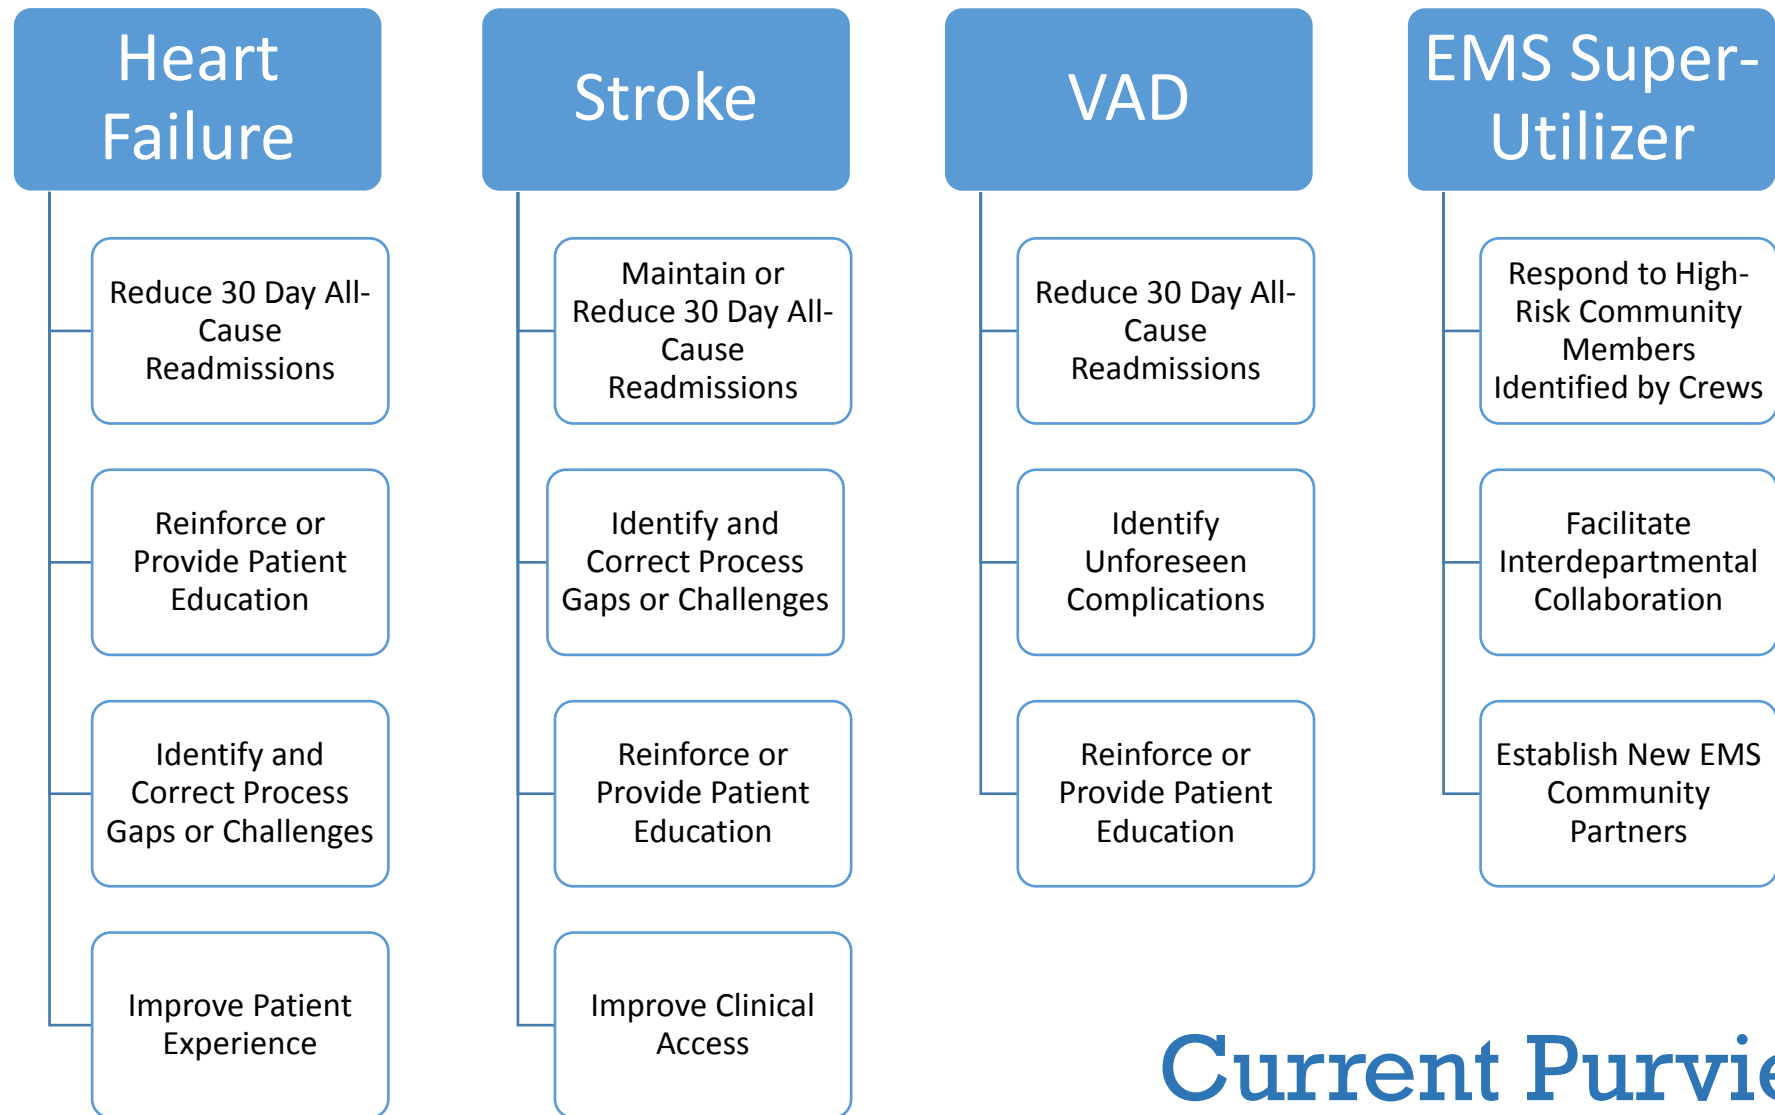 Heart
Failure
Reduce 30 Day All-
Cause
Readmissions
Reinforce or
Provide Patient
Education
Identify and
Correct Process
Gaps or Challenges
Improve Patient
Experience
Stroke
Maintain or
Reduce 30 Day All-
Cause
Readmissions
Identify and
Correct Process
Gaps or Challenges
Reinforce or
Provide Patient
Education
Improve Clinical
Access
VAD
Reduce 30 Day All-
Cause
Readmissions
Identify
Unforeseen
Complications
Reinforce or
Provide Patient
Education
EMS Super-
Utilizer
Respond to High-
Risk Community
Members
Identified by Crews
Facilitate
Interdepartmental
Collaboration
Establish New EMS
Community
Partners
Current Purvie